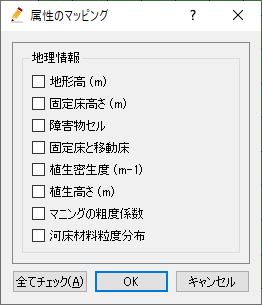 属性のマッピング
?
地理情報
地形高 (m)
固定床高さ (m)
障害物セル
固定床と移動床
植生密生度 (m-1)
植生高さ (m)
マニングの粗度係数
河床材料粒度分布
全てチェック(A)
OK
キャンセル